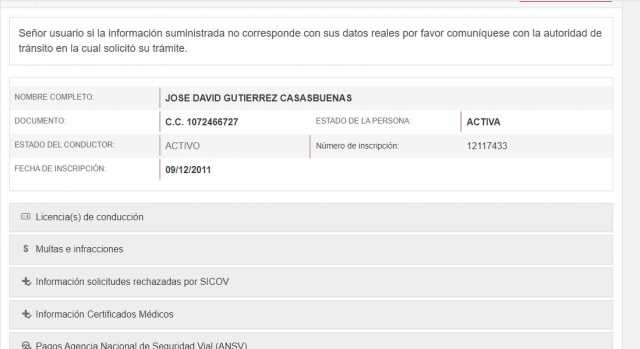 Señor usuario si la información suministrada no corresponde con sus datos reales por favor comuníquese con la autoridad de
tránsito en la cual solicitó su trámite.
NOMBRE COMPLETO: JOSE DAVID GUTIERREZ CASASBUENAS
DOCUMENTO: C.C. 1072466727 ESTADO DE LA PERSONA: ACTIVA
ESTADO DEL CONDUCTOR: ACTIVO Número de inscripción: 12117433
FECHA DE INSCRIPCIÓN: 09/12/2011
Licencia(s) de conducción
$ Multas e infracciones
Información solicitudes rechazadas por SICOV
Información Certificados Médicos
Pagos Agencia Nacional de Seguridad Vial (ANSV)